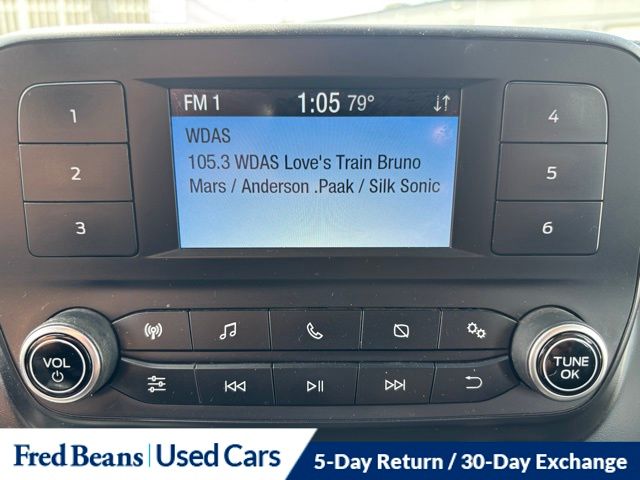 FM 1 1:05 79°
WDAS
105.3 WDAS Love's Train Bruno
Mars / Anderson .Paak / Silk Sonic
1
2
3
4
5
6
VOL
TUNE
OK
Fred Beans | Used Cars
5-Day Return / 30-Day Exchange